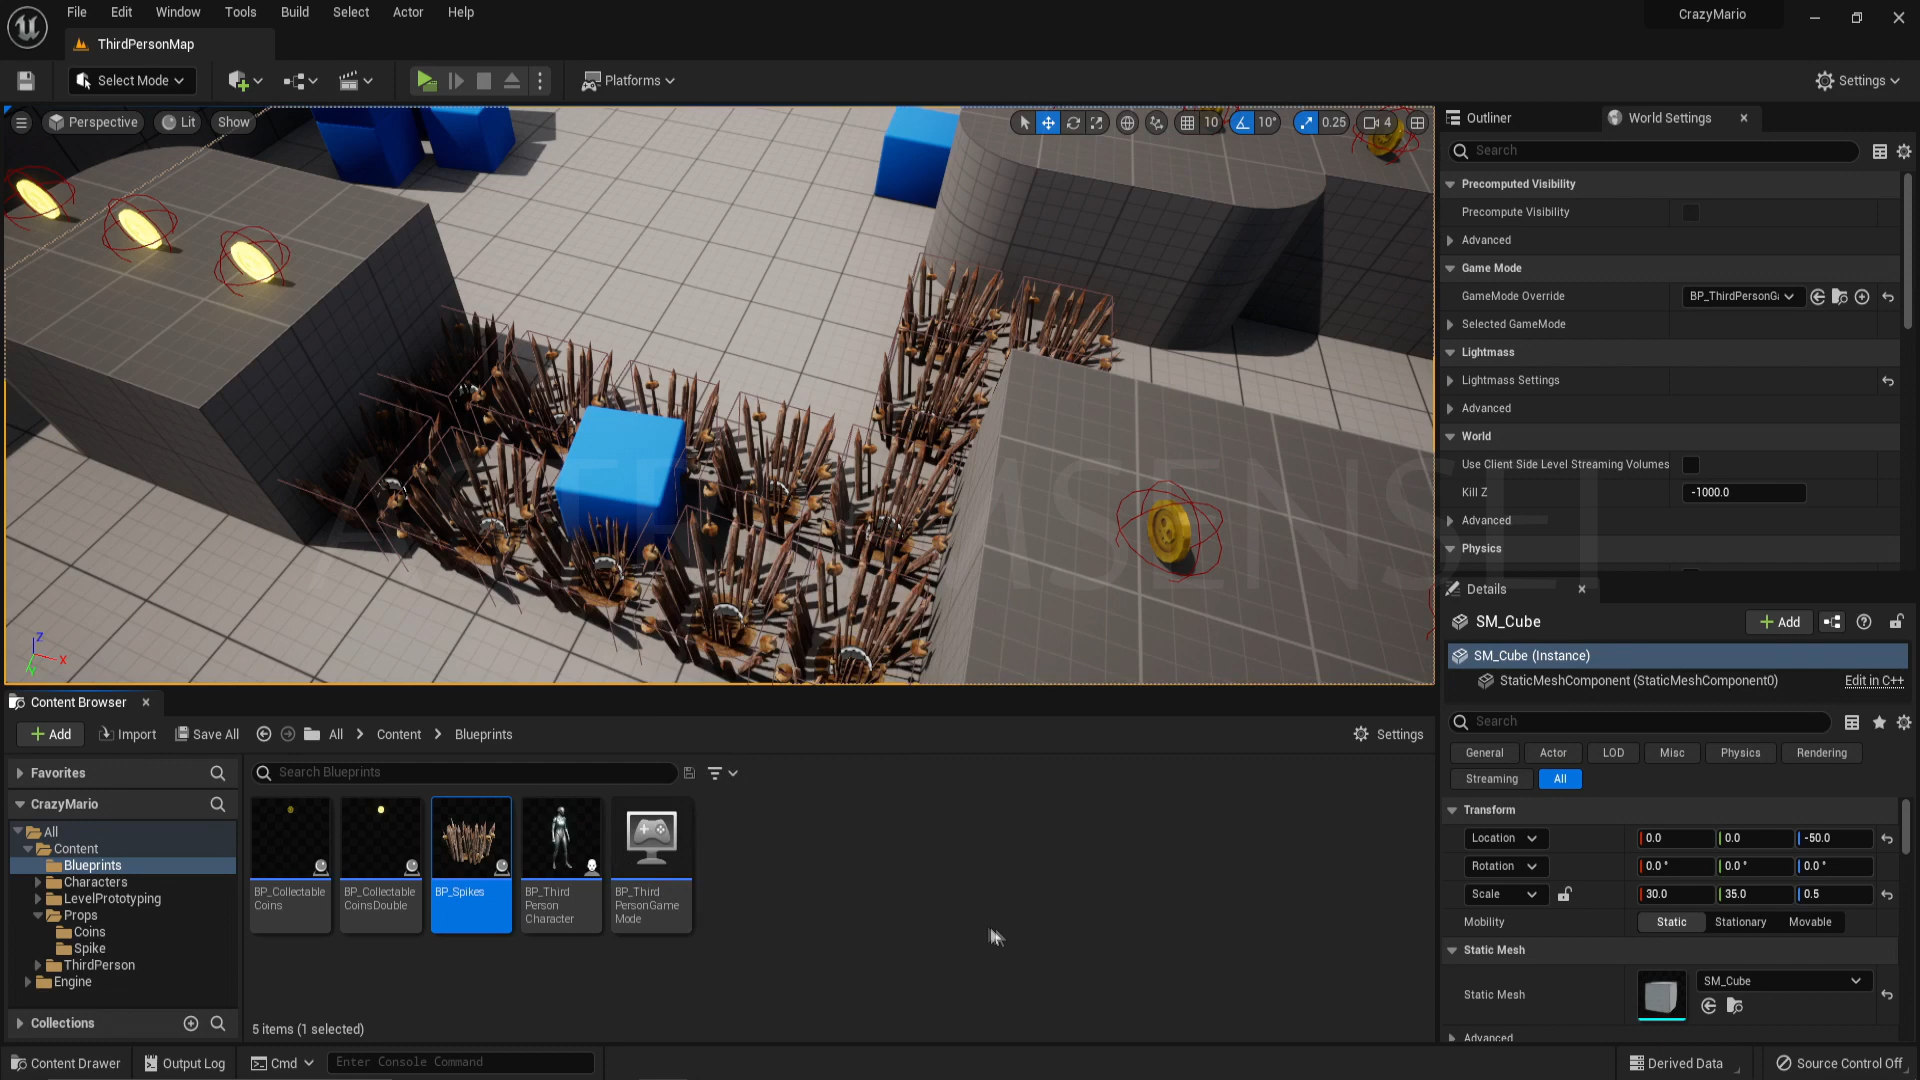 File Edit Window Tools Build Select Actor Help
CrazyMario
ThirdPersonMap
Select Mode
Platforms
Settings
Perspective Lit Show
10 10° 0.25 4
Outliner World Settings
Search
Precomputed Visibility
Precompute Visibility
Advanced
Game Mode
GameMode Override BP_ThirdPersonGa
Selected GameMode
Lightmass
Lightmass Settings
Advanced
World
Use Client Side Level Streaming Volumes
Kill Z -1000.0
Advanced
Physics
Z
X
Y
Details
SM_Cube Add
SM_Cube (Instance)
StaticMeshComponent (StaticMeshComponent0) Edit in C++
Search
General Actor LOD Misc Physics Rendering
Streaming All
Transform
Location 0.0 0.0 -50.0
Rotation 0.0° 0.0° 0.0°
Scale 30.0 35.0 0.5
Mobility Static Stationary Movable
Static Mesh
Static Mesh SM_Cube
Advanced
Content Browser
Add Import Save All All Content Blueprints Settings
Favorites
CrazyMario
All
Content
Blueprints
Characters
LevelPrototyping
Props
Coins
Spike
ThirdPerson
Engine
Collections
Search Blueprints
BP_Collectable
Coins
BP_Collectable
CoinsDouble
BP_Spikes
BP_Third
Person
Character
BP_Third
PersonGame
Mode
5 items (1 selected)
Content Drawer Output Log Cmd Enter Console Command
Derived Data Source Control Off